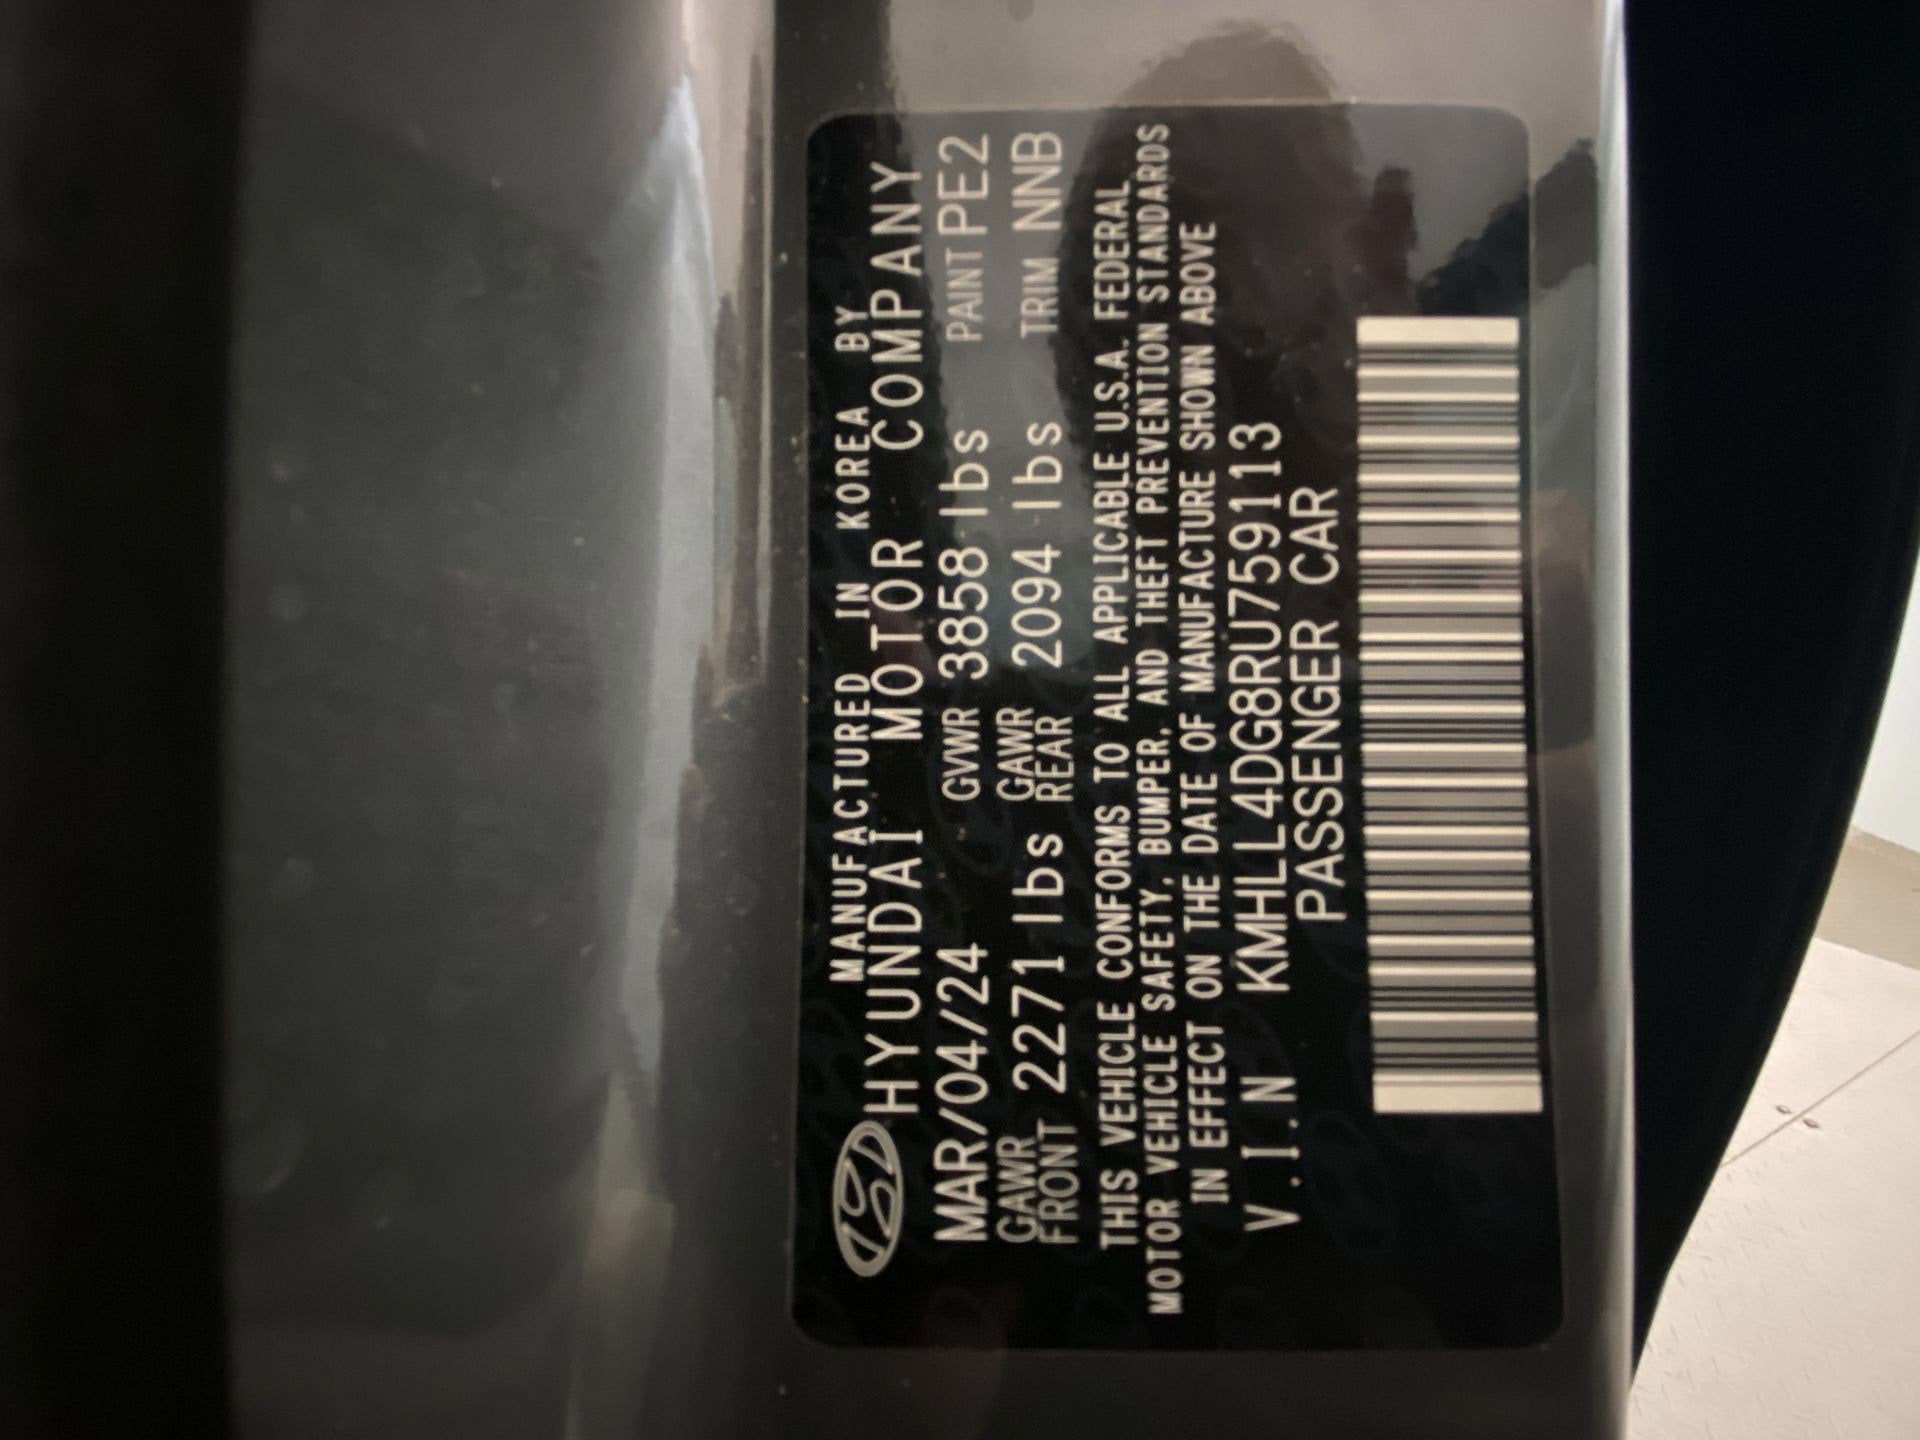 MANUFACTURED IN KOREA BY
HYUNDAI MOTOR COMPANY
MAR/04/24 GVWR 3858 lbs PAINT PE2
GAWR FRONT 2271 lbs GAWR REAR 2094 lbs TRIM NNB
THIS VEHICLE CONFORMS TO ALL APPLICABLE U.S.A. FEDERAL
MOTOR VEHICLE SAFETY, BUMPER, AND THEFT PREVENTION STANDARDS
IN EFFECT ON THE DATE OF MANUFACTURE SHOWN ABOVE
V.I.N KMHLL4DG8RU759113
PASSENGER CAR